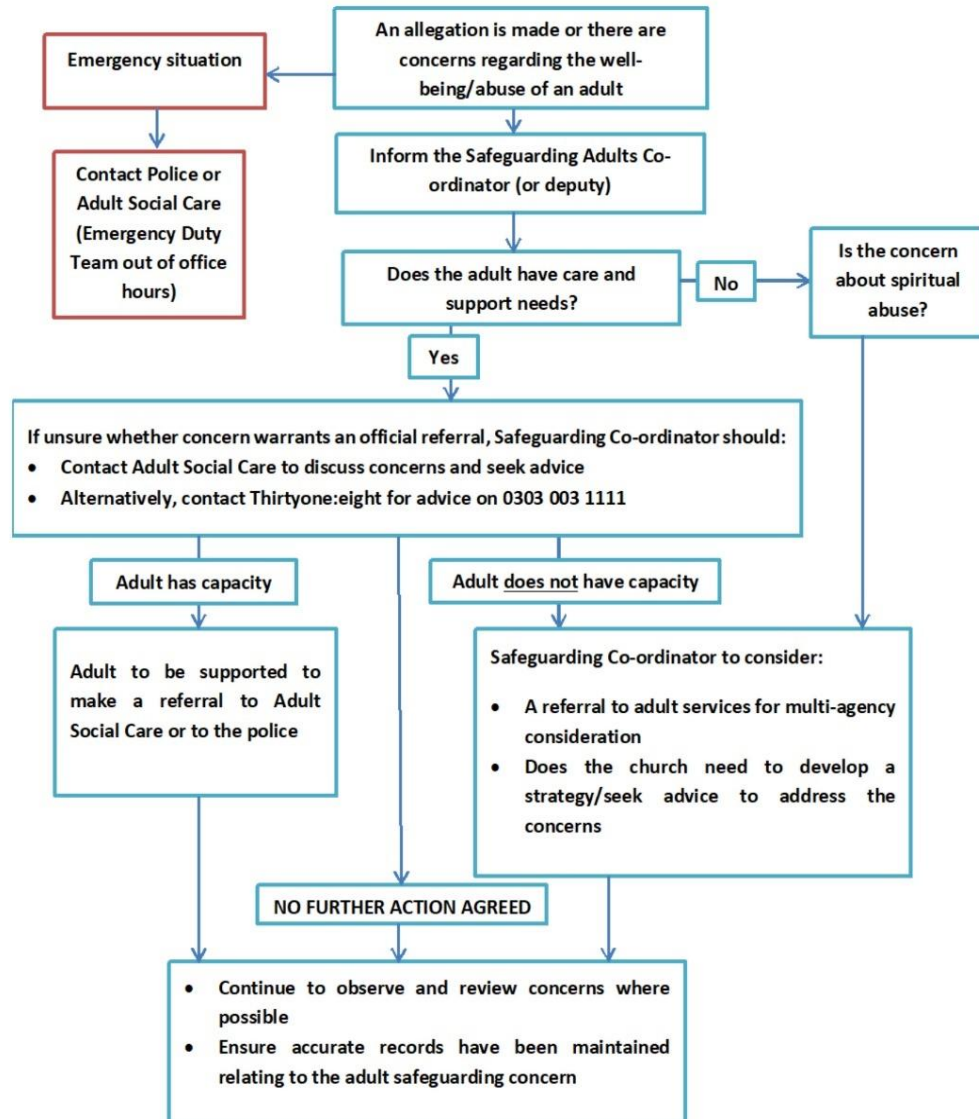 An allegation is made or there are
concerns regarding the well-
being/abuse of an adult
Emergency situation
Contact Police or
Adult Social Care
(Emergency Duty
Team out of office
hours)
Inform the Safeguarding Adults Co-
ordinator (or deputy)
Does the adult have care and
support needs?
No
Is the concern
about spiritual
abuse?
Yes
If unsure whether concern warrants an official referral, Safeguarding Co-ordinator should:
• Contact Adult Social Care to discuss concerns and seek advice
• Alternatively, contact Thirtyone:eight for advice on 0303 003 1111
Adult has capacity
Adult does not have capacity
Adult to be supported to
make a referral to Adult
Social Care or to the police
Safeguarding Co-ordinator to consider:
• A referral to adult services for multi-agency
consideration
• Does the church need to develop a
strategy/seek advice to address the
concerns
NO FURTHER ACTION AGREED
• Continue to observe and review concerns where
possible
• Ensure accurate records have been maintained
relating to the adult safeguarding concern